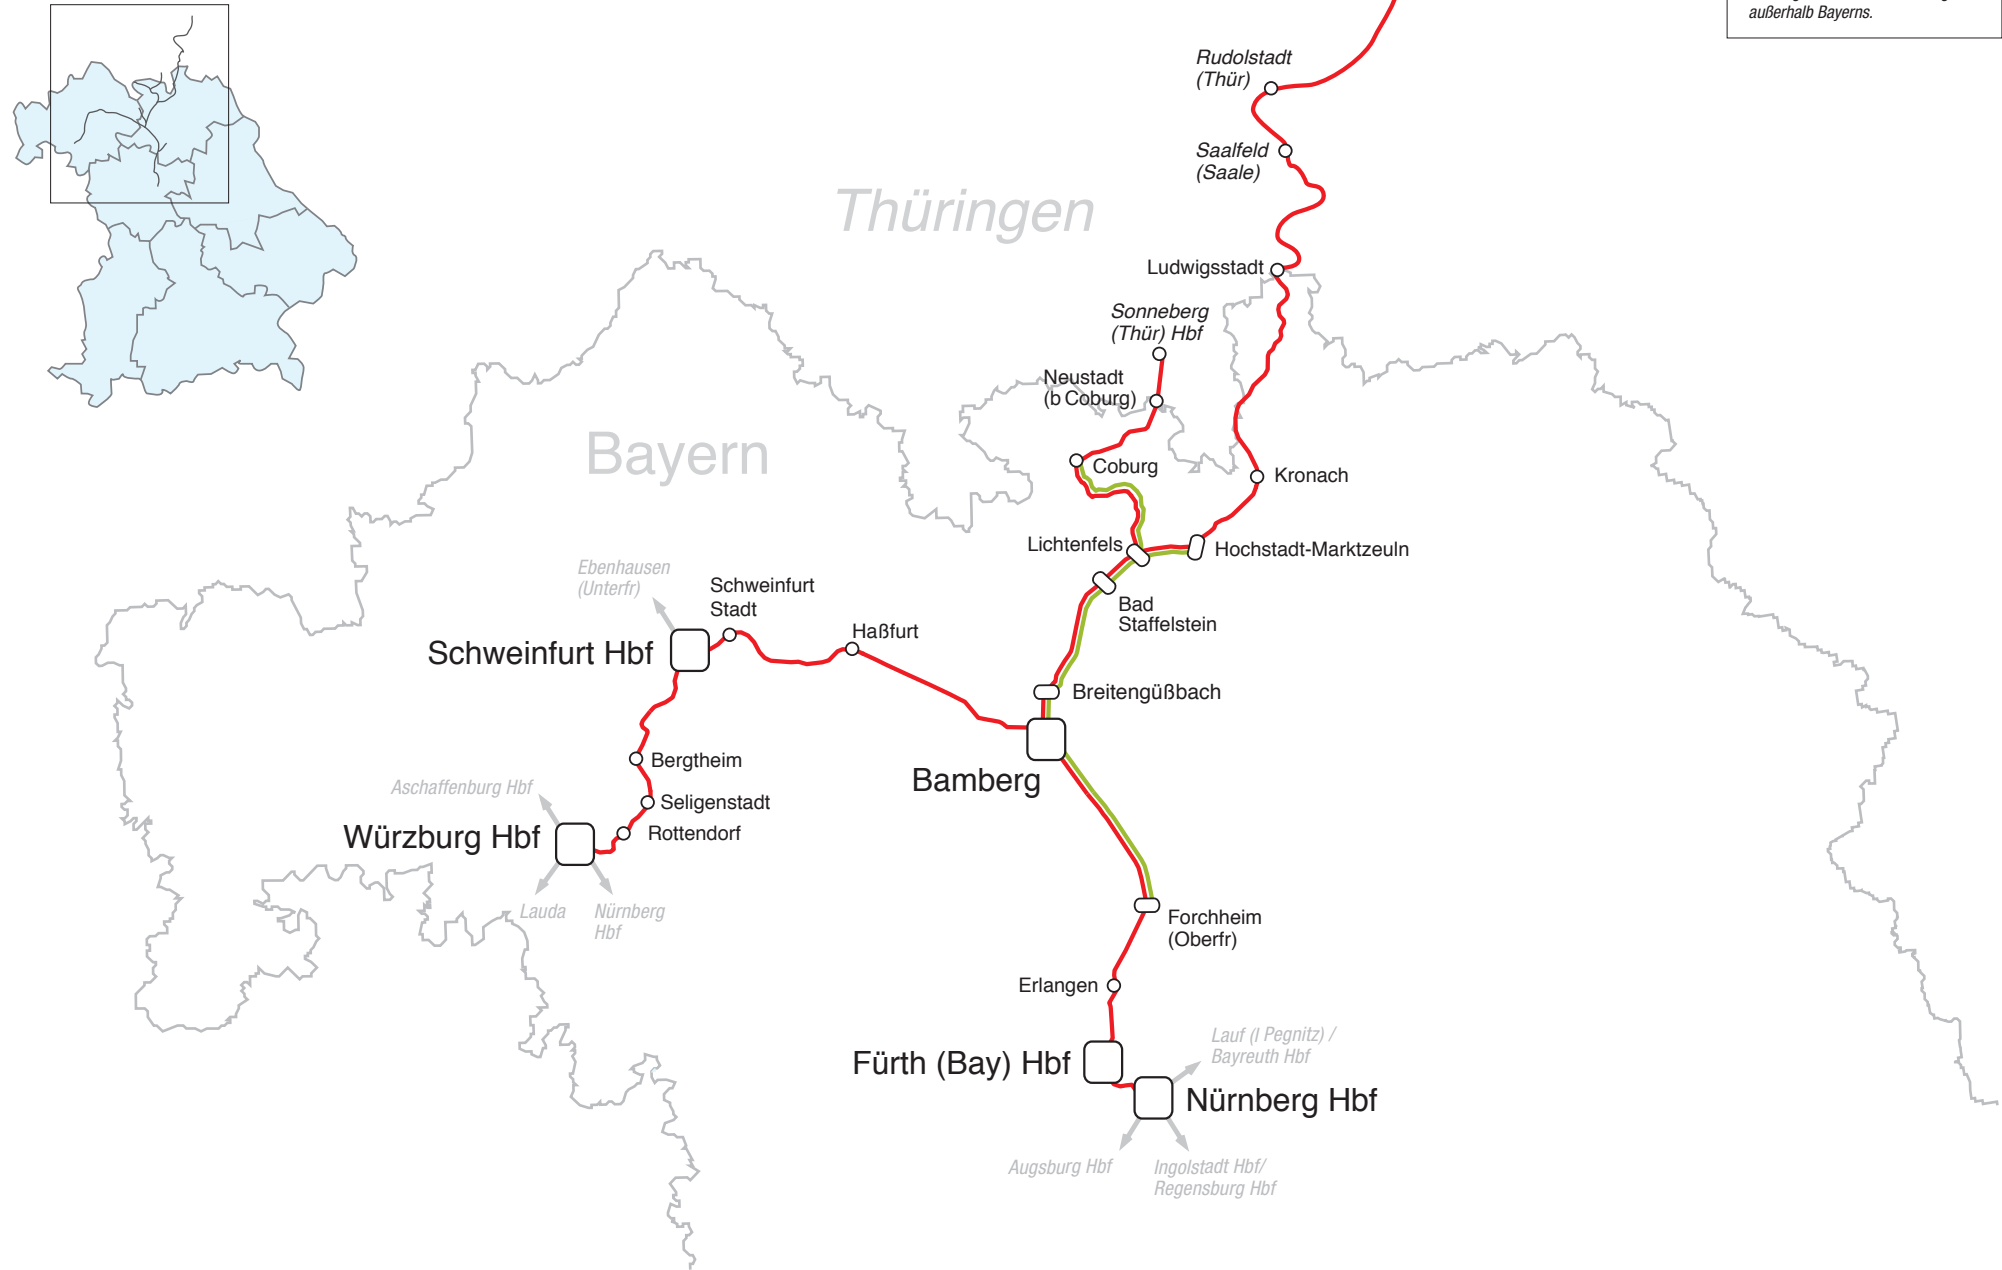 außerhalb Bayerns.
Rudolstadt
(Thür)
Saalfeld
(Saale)
Thüringen
Ludwigsstadt
Sonneberg
(Thür) Hbf
Neustadt
(b Coburg)
Bayern
Coburg
Kronach
Lichtenfels
Hochstadt-Marktzeuln
Ebenhausen
(Unterfr)
Schweinfurt
Stadt
Bad
Staffelstein
Haßfurt
Schweinfurt Hbf
Breitengüßbach
Bergtheim
Bamberg
Aschaffenburg Hbf
Seligenstadt
Würzburg Hbf
Rottendorf
Lauda
Nürnberg
Hbf
Forchheim
(Oberfr)
Erlangen
Lauf (l Pegnitz) /
Bayreuth Hbf
Fürth (Bay) Hbf
Nürnberg Hbf
Augsburg Hbf
Ingolstadt Hbf/
Regensburg Hbf